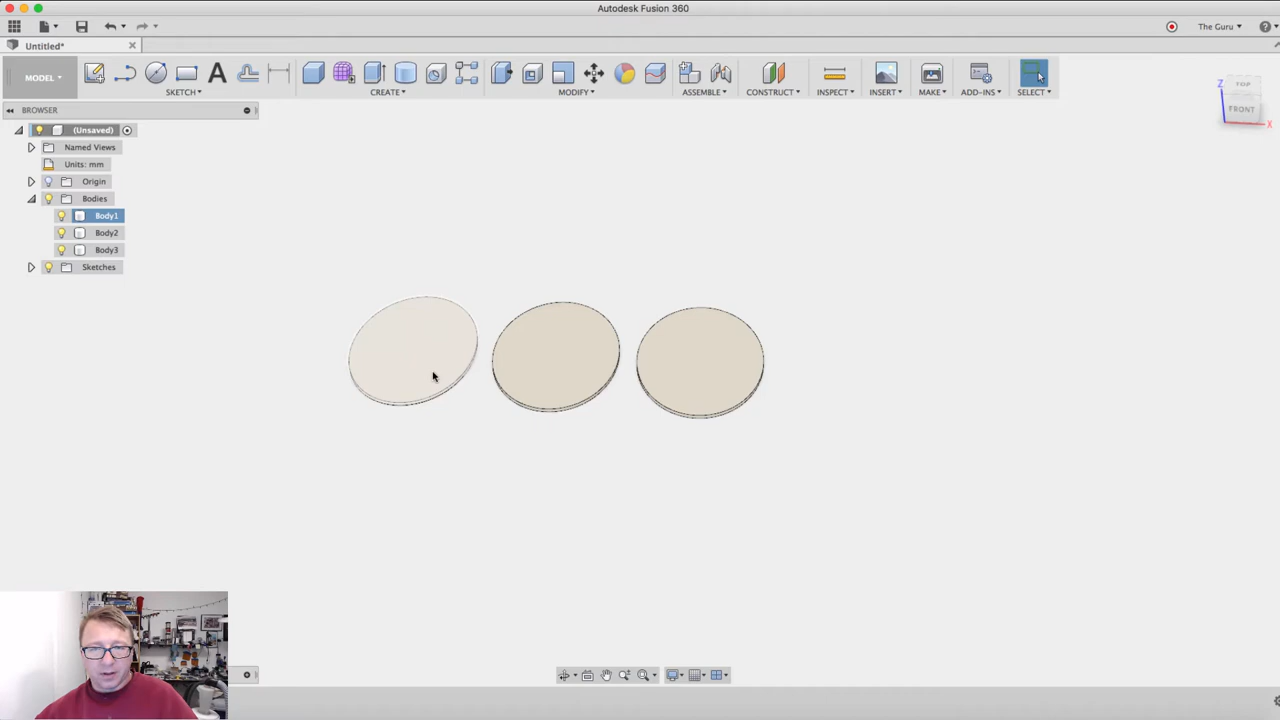 Autodesk Fusion 360
The Guru
Untitled*
MODEL
SKETCH
CREATE
MODIFY
ASSEMBLE
CONSTRUCT
INSPECT
INSERT
MAKE
ADD-INS
SELECT
TOP
Z
FRONT
X
BROWSER
(Unsaved)
Named Views
Units: mm
Origin
Bodies
Body1
Body2
Body3
Sketches